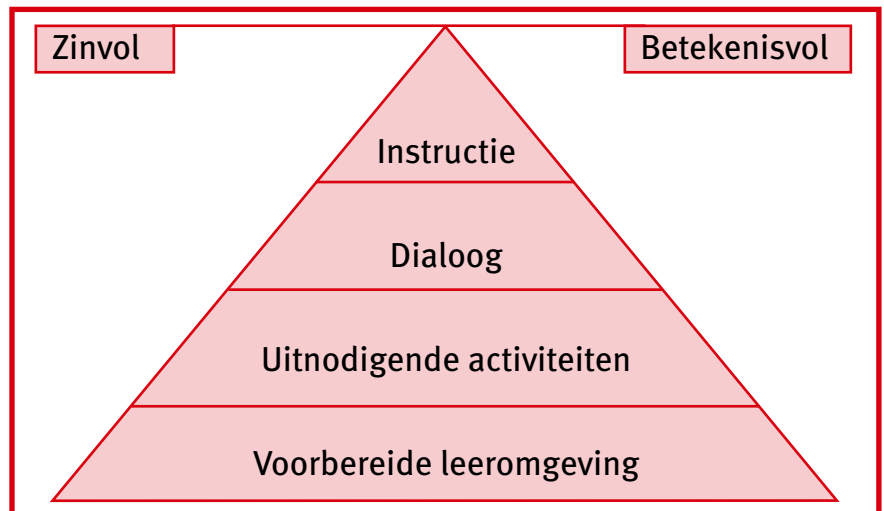 Zinvol
Betekenisvol
Instructie
Dialoog
Uitnodigende activiteiten
Voorbereide leeromgeving